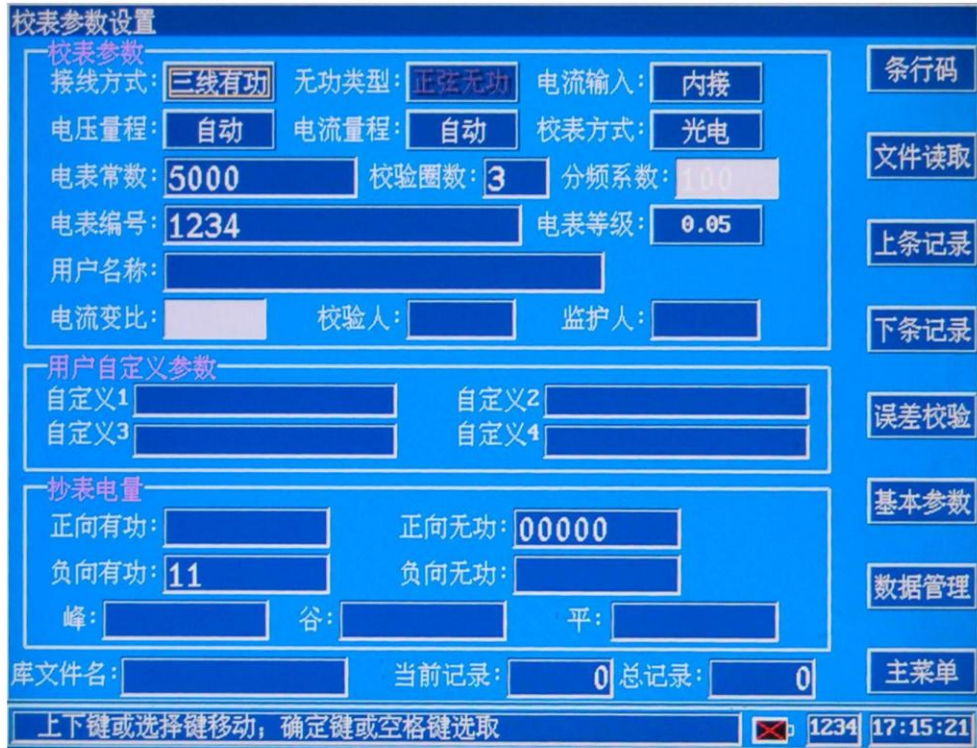 校表参数设置
校表参数
接线方式: 三线有功 无功类型: 正弦无功 电流输入: 内接
电压量程: 自动 电流量程: 自动 校表方式: 光电
电表常数: 5000 校验圈数: 3 分频系数: 100
电表编号: 1234 电表等级: 0.05
用户名称:
电流变比: 校验人: 监护人:
用户自定义参数
自定义1 自定义2
自定义3 自定义4
抄表电量
正向有功: 正向无功: 00000
负向有功: 11 负向无功:
峰: 谷: 平:
库文件名: 当前记录: 0 总记录: 0
条行码
文件读取
上条记录
下条记录
误差校验
基本参数
数据管理
主菜单
上下键或选择键移动; 确定键或空格键选取 1234 17:15:21